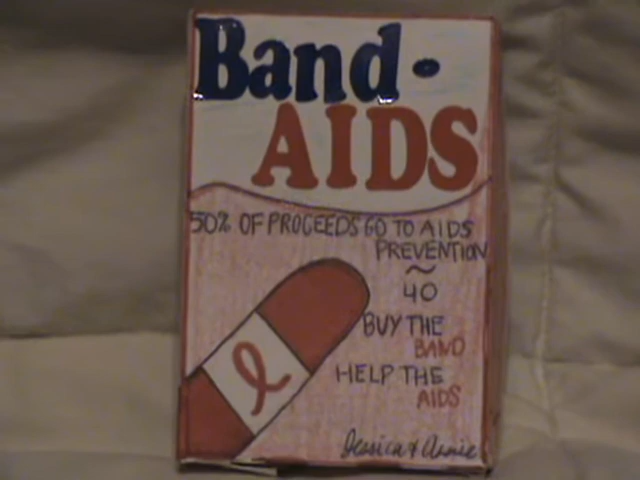 Band-
AIDS
50% OF PROCEEDS GO TO AIDS
PREVENTION
~
40
BUY THE
BAND
HELP THE
AIDS
Jessica & Annie